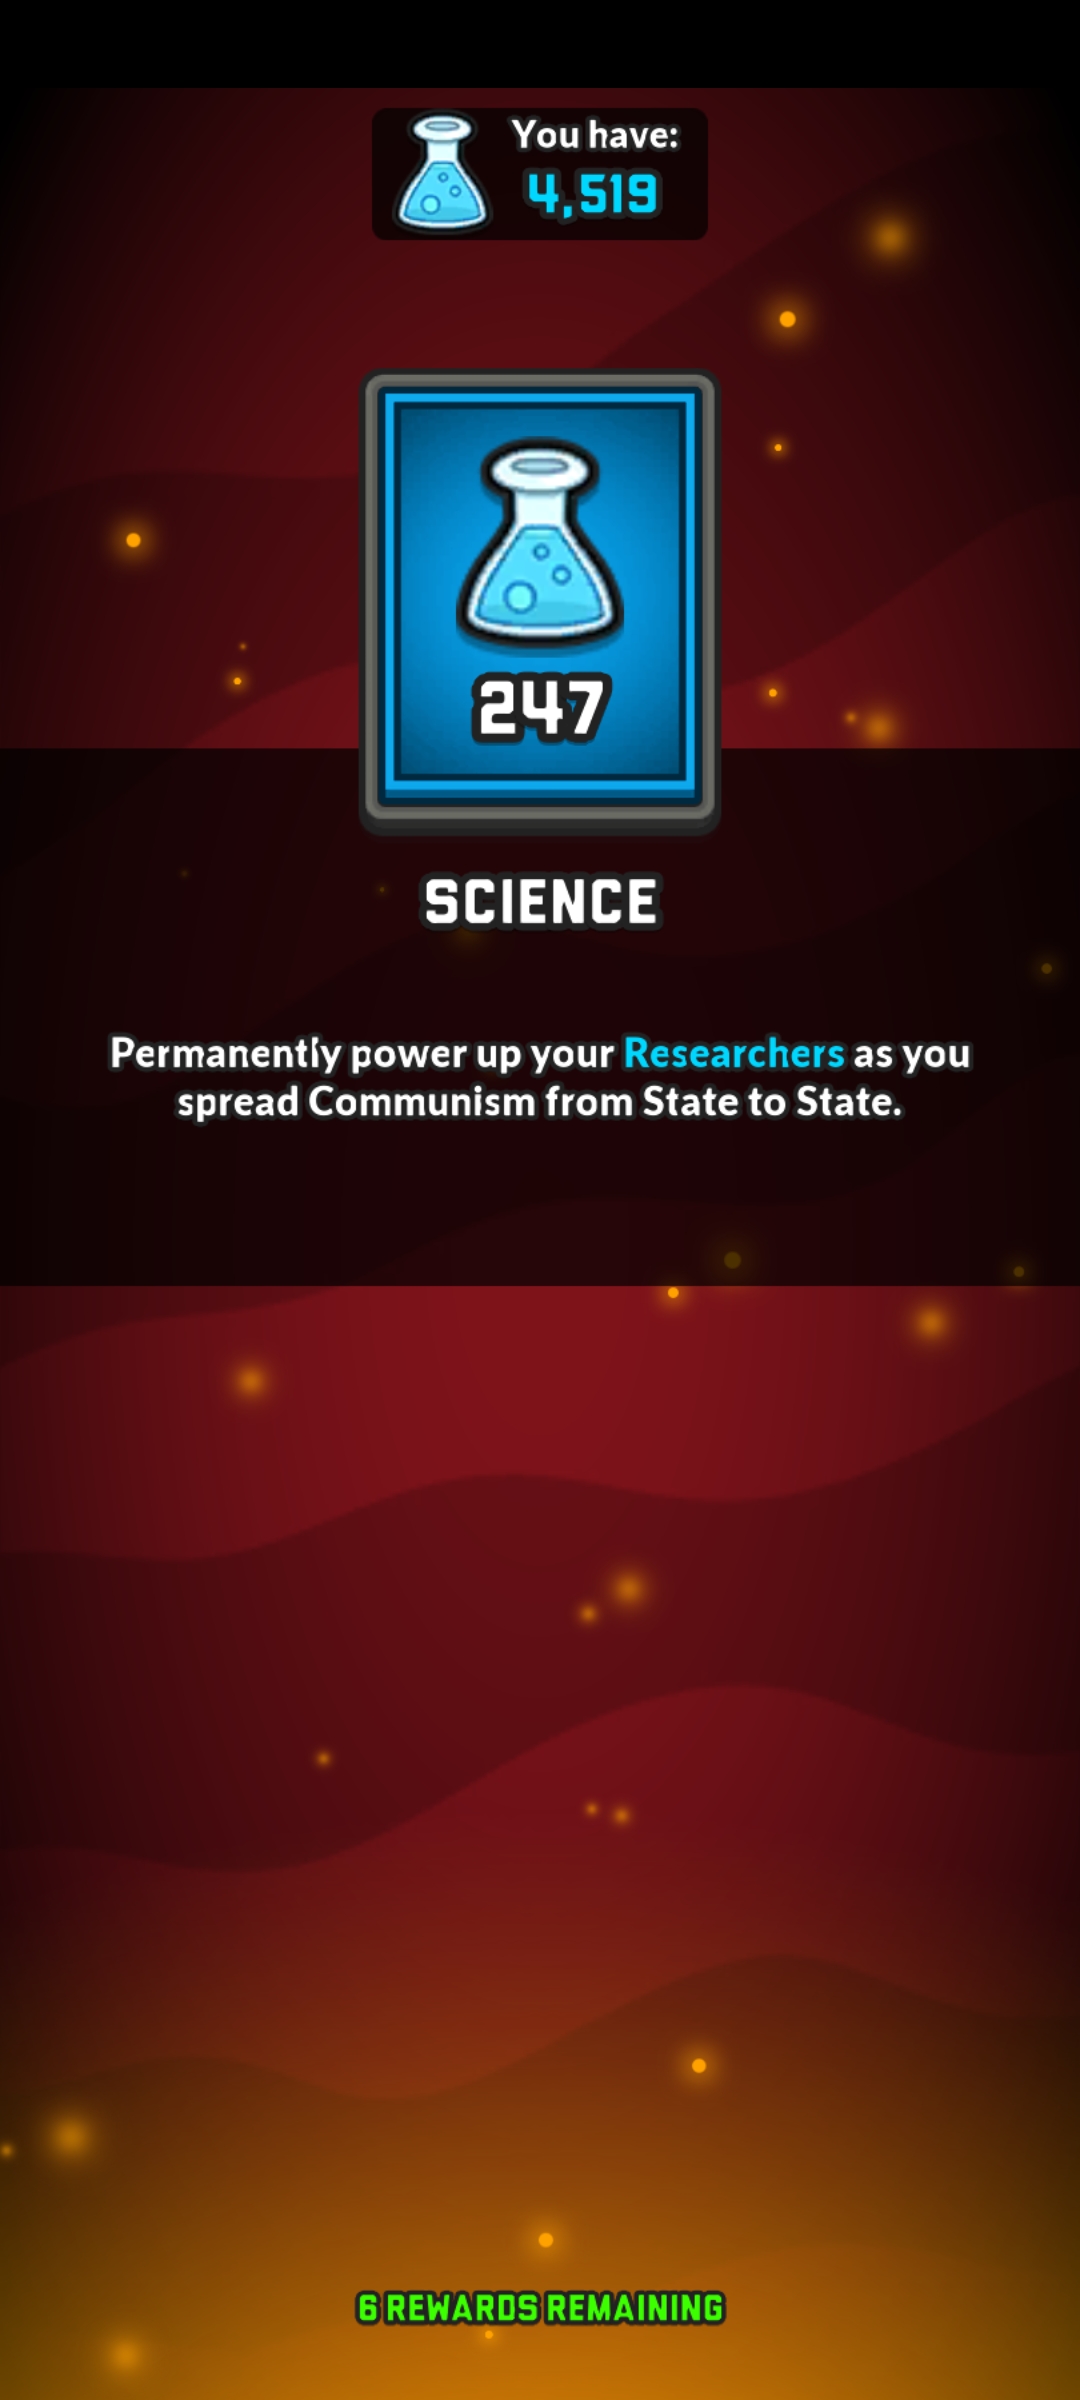 You have:
4,519
247
SCIENCE
Permanently power up your Researchers as you
spread Communism from State to State.
6 REWARDS REMAINING